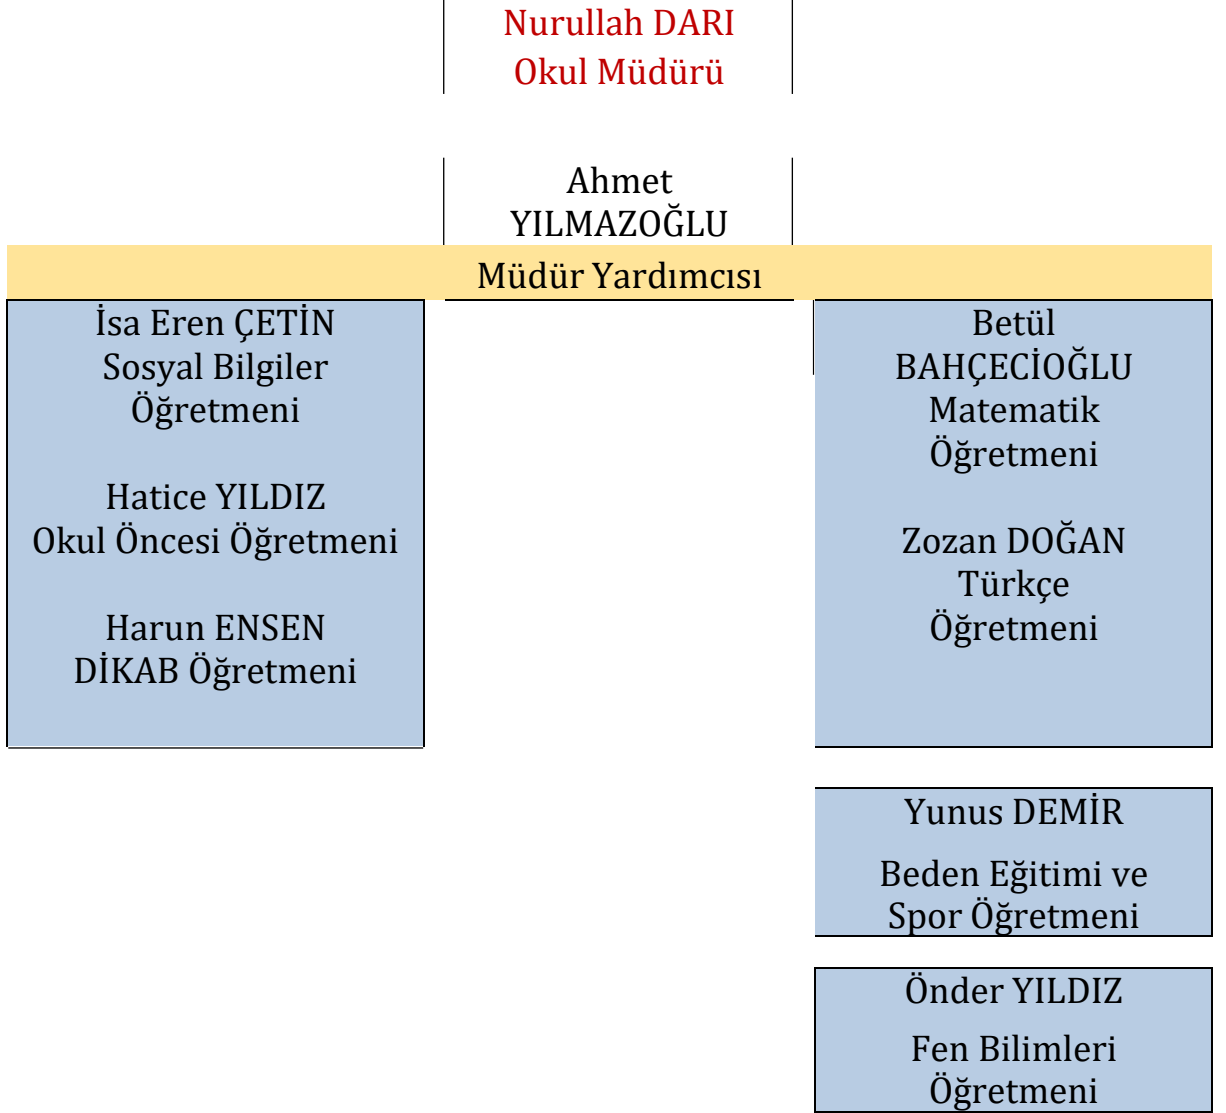 Nurullah DARI
Okul Müdürü
Ahmet
YILMAZOĞLU
Müdür Yardımcısı
İsa Eren ÇETİN
Sosyal Bilgiler
Öğretmeni
Hatice YILDIZ
Okul Öncesi Öğretmeni
Harun ENSEN
DİKAB Öğretmeni
Betül
BAHÇECİOĞLU
Matematik
Öğretmeni
Zozan DOĞAN
Türkçe
Öğretmeni
Yunus DEMİR
Beden Eğitimi ve
Spor Öğretmeni
Önder YILDIZ
Fen Bilimleri
Öğretmeni